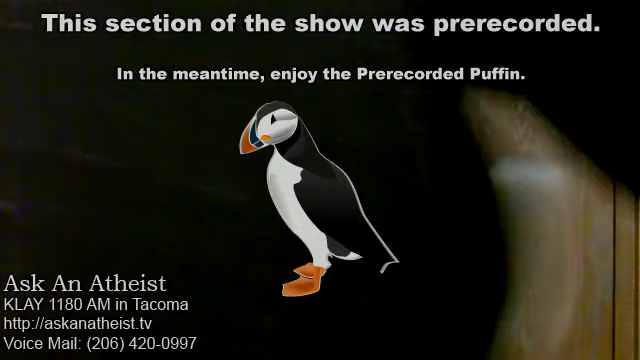 This section of the show was prerecorded.
In the meantime, enjoy the Prerecorded Puffin.
Ask An Atheist
KLAY 1180 AM in Tacoma
http://askanatheist.tv
Voice Mail: (206) 420-0997